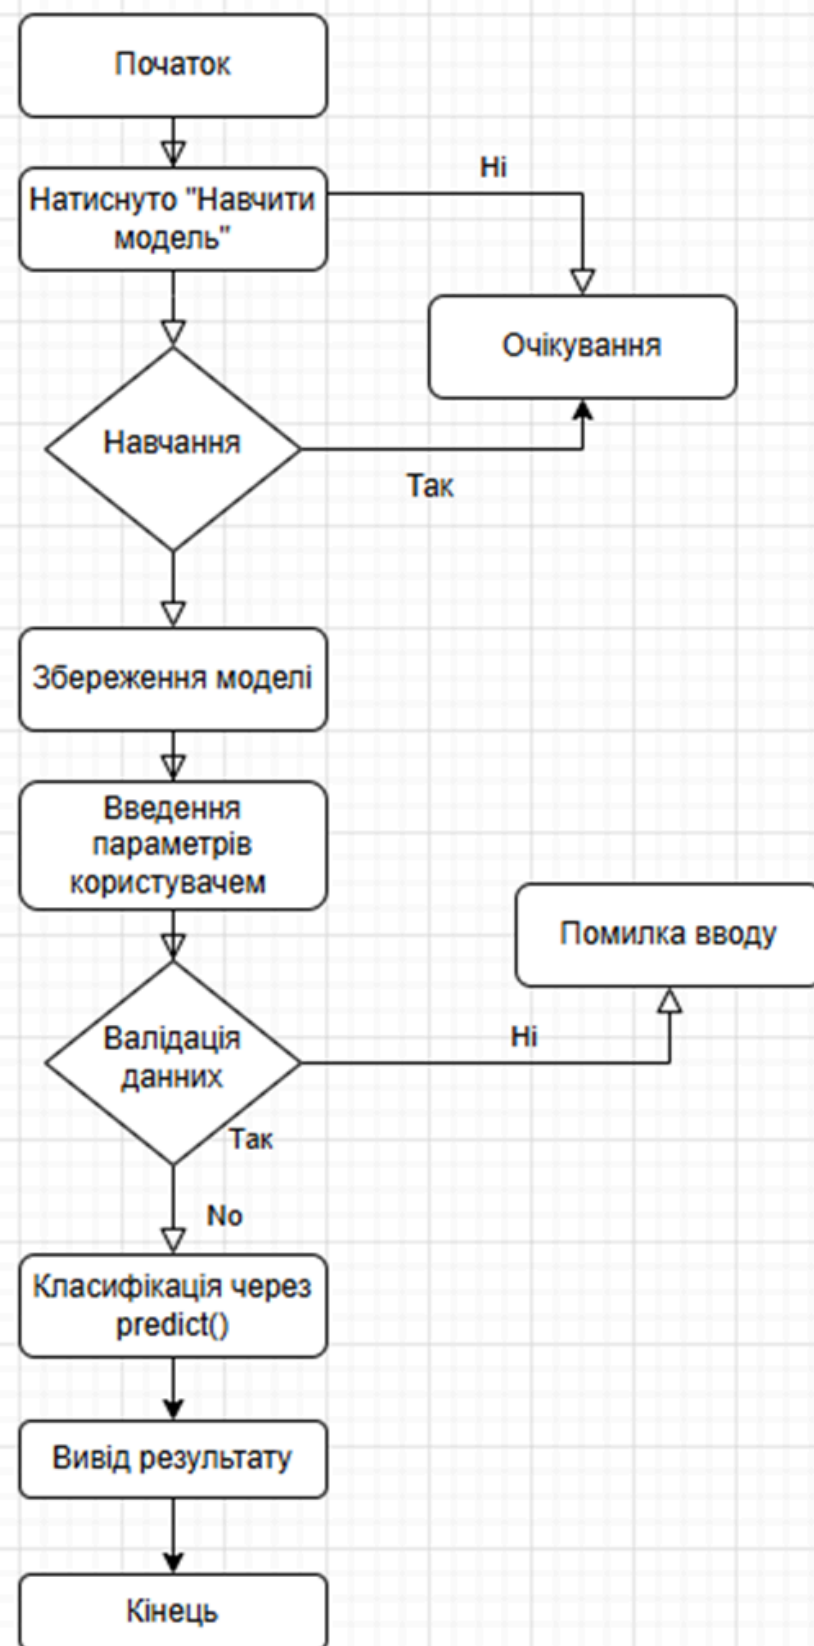 Початок
Натиснуто "Навчити
модель"
Ні
Очікування
Навчання
Так
Збереження моделі
Введення
параметрів
користувачем
Помилка вводу
Валідація
данних
Ні
Так
No
Класифікація через
predict()
Вивід результату
Кінець